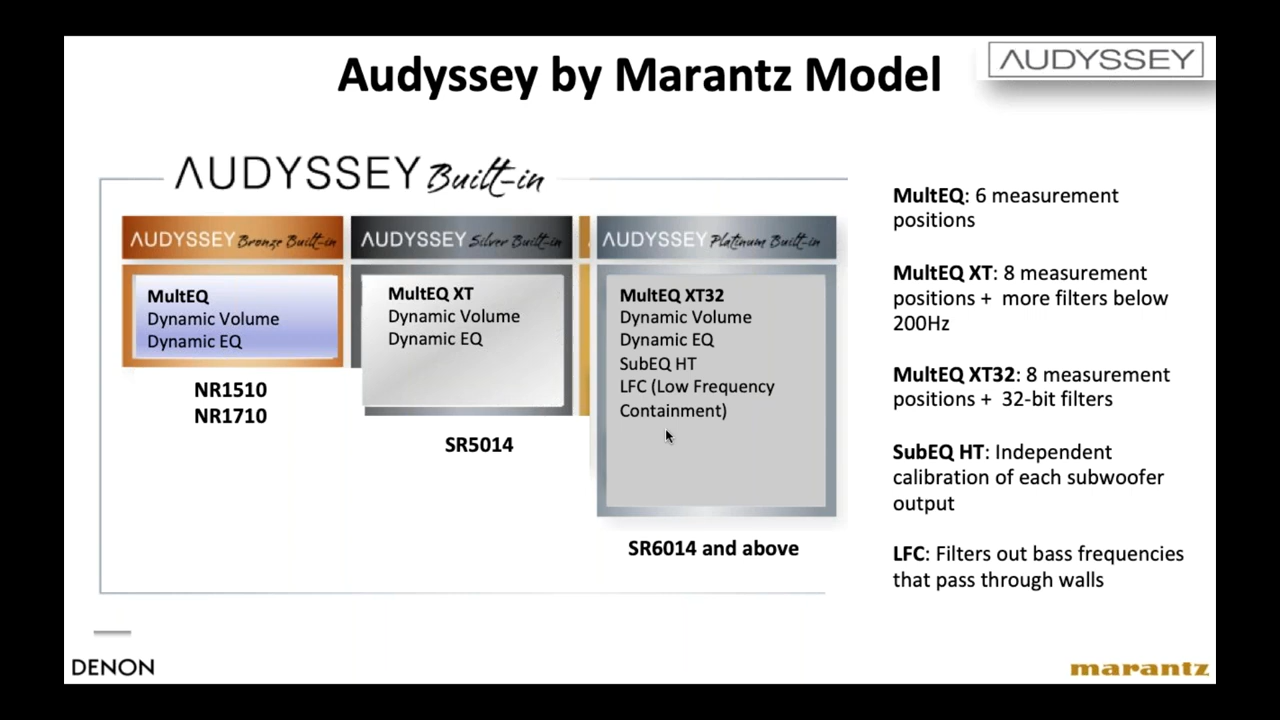 Audyssey by Marantz Model
AUDYSSEY
AUDYSSEY Built-in
AUDYSSEY Bronze Built-in
MultEQ
Dynamic Volume
Dynamic EQ
NR1510
NR1710
AUDYSSEY Silver Built-in
MultEQ XT
Dynamic Volume
Dynamic EQ
SR5014
AUDYSSEY Platinum Built-in
MultEQ XT32
Dynamic Volume
Dynamic EQ
SubEQ HT
LFC (Low Frequency
Containment)
SR6014 and above
MultEQ: 6 measurement
positions
MultEQ XT: 8 measurement
positions + more filters below
200Hz
MultEQ XT32: 8 measurement
positions + 32-bit filters
SubEQ HT: Independent
calibration of each subwoofer
output
LFC: Filters out bass frequencies
that pass through walls
DENON
marantz